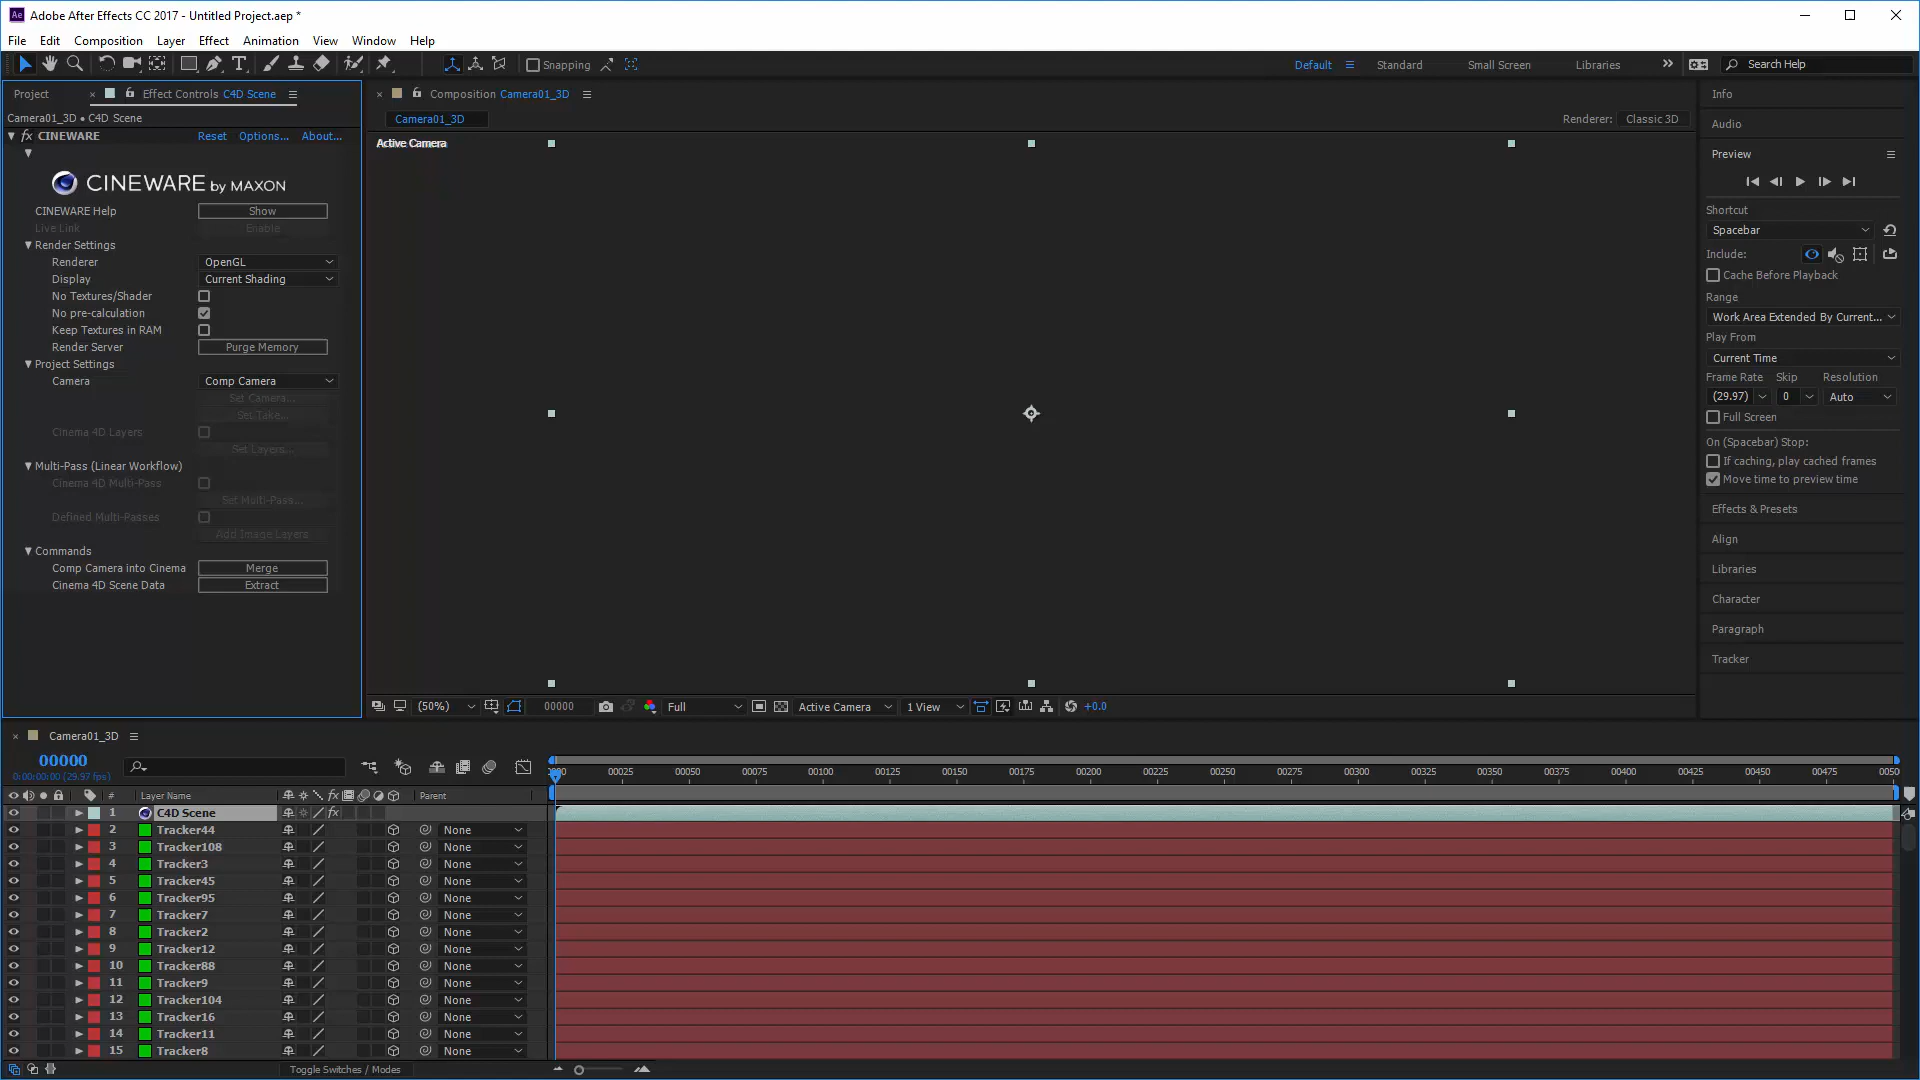 Adobe After Effects CC 2017 - Untitled Project.aep *
File Edit Composition Layer Effect Animation View Window Help
Snapping Default Standard Small Screen Libraries Search Help
Project Effect Controls C4D Scene
Camera01_3D • C4D Scene
fx CINEWARE Reset Options... About...
CINEWARE by MAXON
CINEWARE Help Show
Live Link Enable
Render Settings
Renderer OpenGL
Display Current Shading
No Textures/Shader
No pre-calculation
Keep Textures in RAM
Render Server Purge Memory
Project Settings
Camera Comp Camera
Set Camera...
Set Take...
Cinema 4D Layers
Set Layers...
Multi-Pass (Linear Workflow)
Cinema 4D Multi-Pass
Set Multi-Pass...
Defined Multi-Passes
Add Image Layers
Commands
Comp Camera into Cinema Merge
Cinema 4D Scene Data Extract
Composition Camera01_3D
Camera01_3D
Renderer: Classic 3D
Active Camera
(50%) 00000 Full Active Camera 1 View +0.0
Info
Audio
Preview
Shortcut
Spacebar
Include:
Cache Before Playback
Range
Work Area Extended By Current...
Play From
Current Time
Frame Rate Skip Resolution
(29.97) 0 Auto
Full Screen
On (Spacebar) Stop:
If caching, play cached frames
Move time to preview time
Effects & Presets
Align
Libraries
Character
Paragraph
Tracker
Camera01_3D
00000
0:00:00:00 (29.97 fps)
00025 00050 00075 00100 00125 00150 00175 00200 00225 00250 00275 00300 00325 00350 00375 00400 00425 00450 00475 0050
# Layer Name fx Parent
1 C4D Scene fx
2 Tracker44 None
3 Tracker108 None
4 Tracker3 None
5 Tracker45 None
6 Tracker95 None
7 Tracker7 None
8 Tracker2 None
9 Tracker12 None
10 Tracker88 None
11 Tracker9 None
12 Tracker104 None
13 Tracker16 None
14 Tracker11 None
15 Tracker8 None
Toggle Switches / Modes